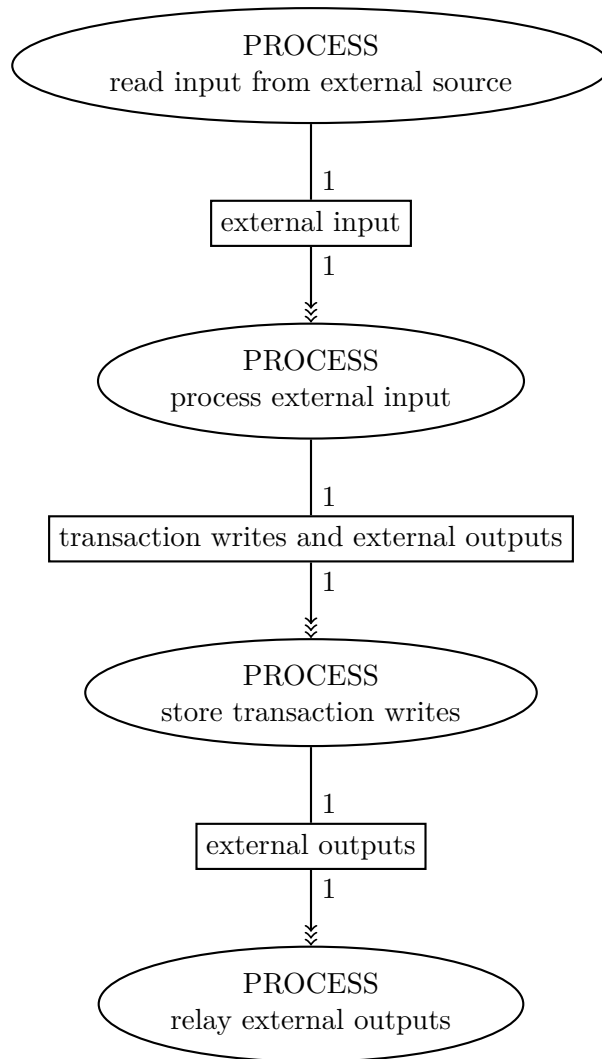 PROCESS
read input from external source
1
external input
1
PROCESS
process external input
1
transaction writes and external outputs
1
PROCESS
store transaction writes
1
external outputs
1
PROCESS
relay external outputs